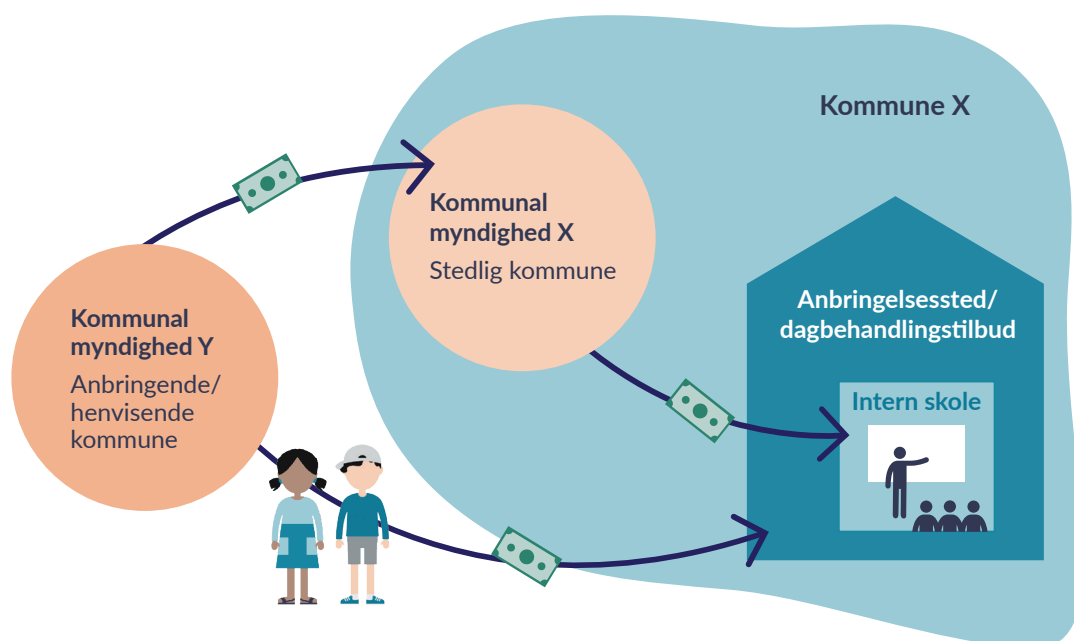 Kommune X
Kommunal
myndighed X
Stedlig kommune
Kommunal
myndighed Y
Anbringende/
henvisende
kommune
Anbringelsessted/
dagbehandlingstilbud
Intern skole